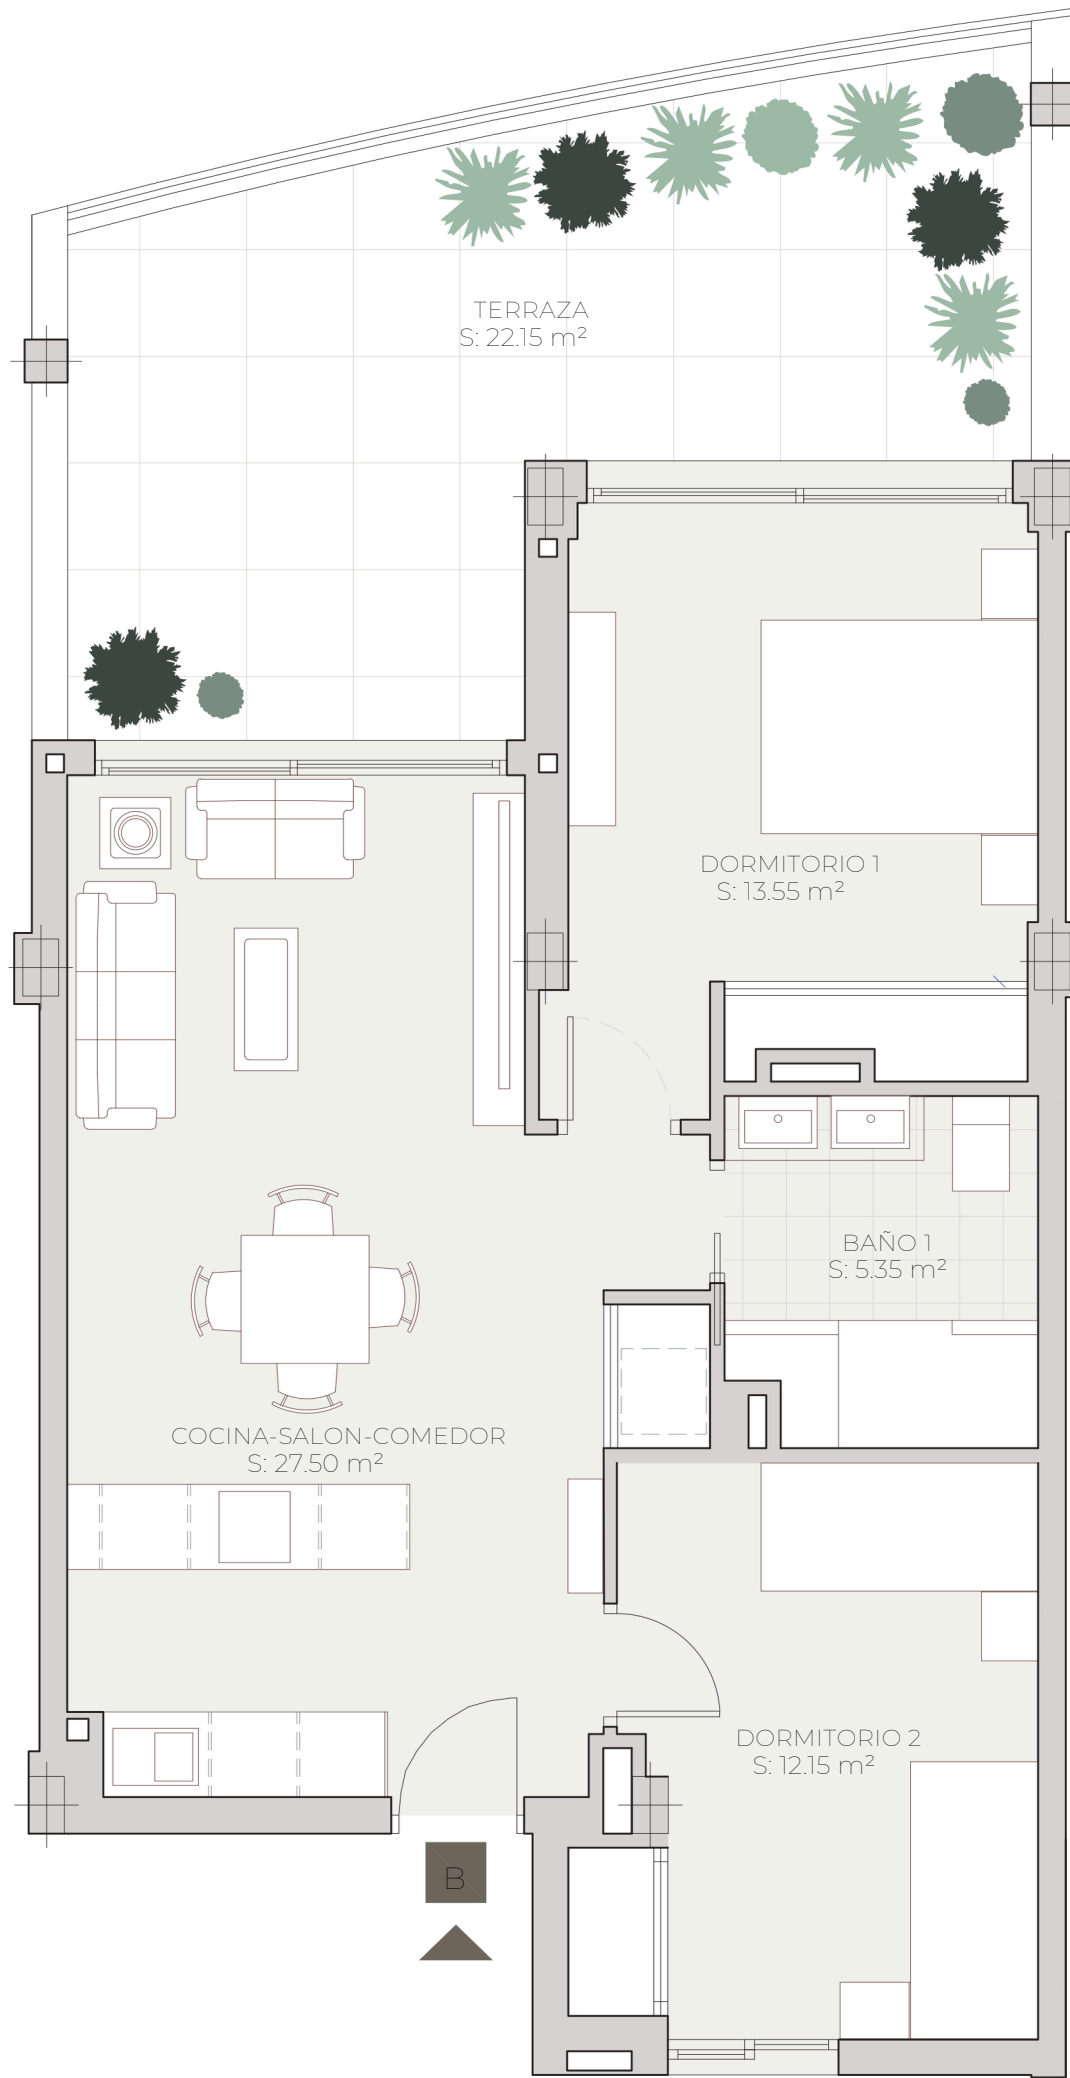 TERRAZA
S: 22.15 m²
DORMITORIO 1
S: 13.55 m²
BAÑO 1
S: 5.35 m²
COCINA-SALON-COMEDOR
S: 27.50 m²
DORMITORIO 2
S: 12.15 m²
B